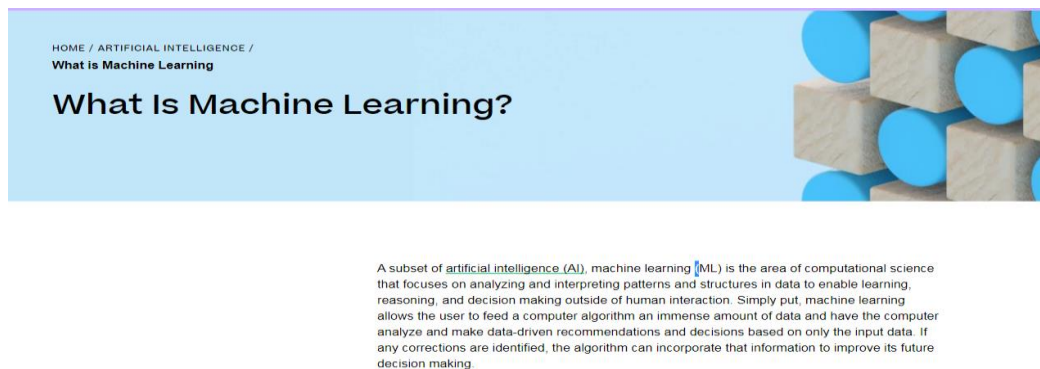 HOME / ARTIFICIAL INTELLIGENCE /
What is Machine Learning
What Is Machine Learning?
A subset of artificial intelligence (AI), machine learning (ML) is the area of computational science
that focuses on analyzing and interpreting patterns and structures in data to enable learning,
reasoning, and decision making outside of human interaction. Simply put, machine learning
allows the user to feed a computer algorithm an immense amount of data and have the computer
analyze and make data-driven recommendations and decisions based on only the input data. If
any corrections are identified, the algorithm can incorporate that information to improve its future
decision making.